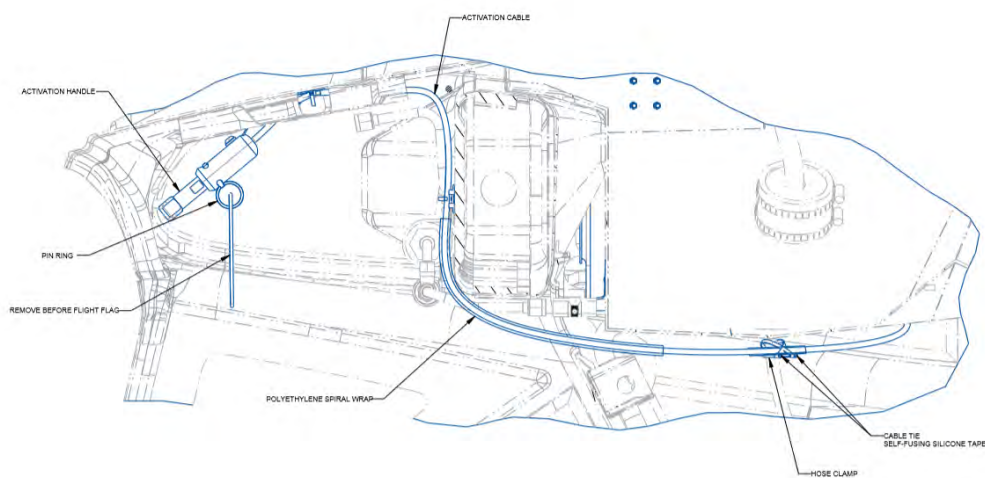 ACTIVATION CABLE
ACTIVATION HANDLE
PIN RING
REMOVE BEFORE FLIGHT FLAG
POLYETHYLENE SPIRAL WRAP
CABLE TIE
SELF-FUSING SILICONE TAPE
HOSE CLAMP